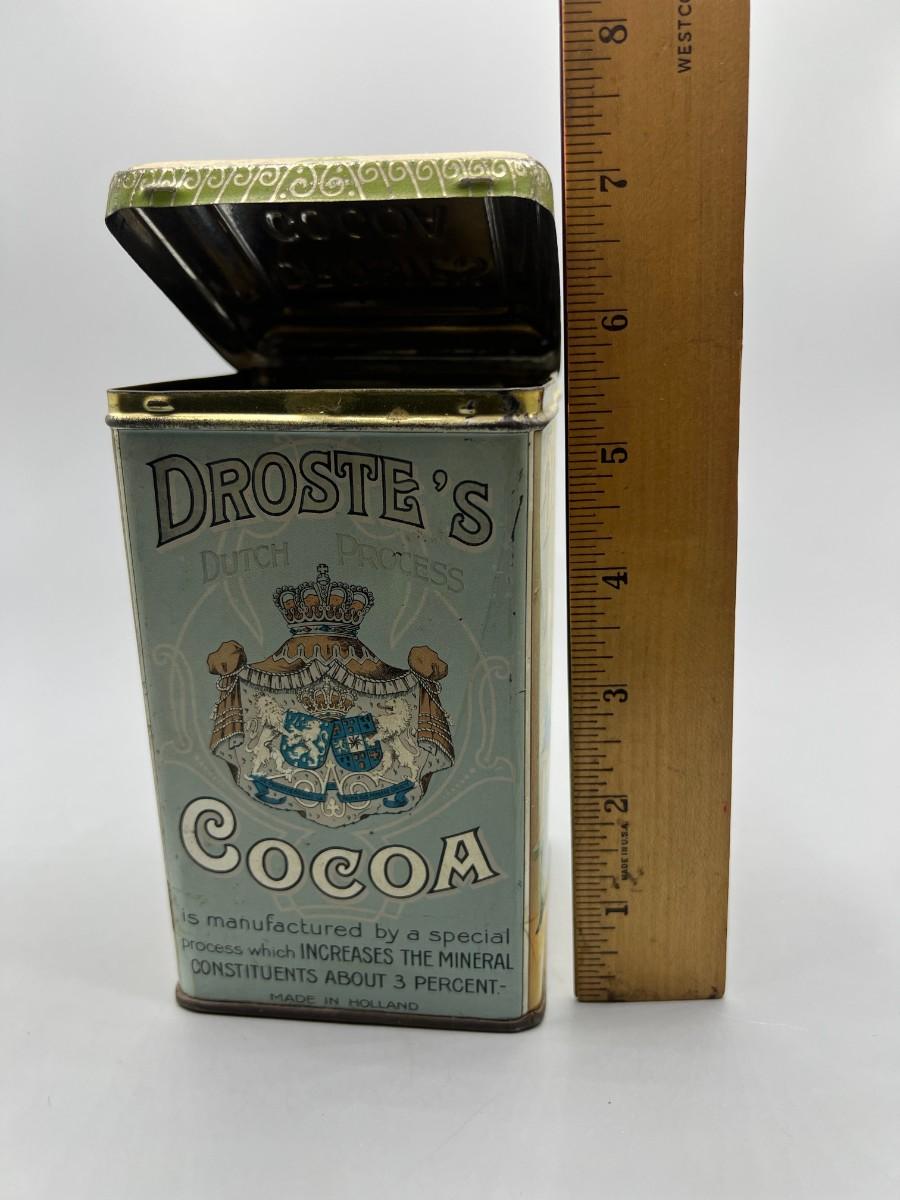 8
WESTC
7
COCOA
6
DROSTE'S
5
DUTCH PROCESS
4
3
2
COCOA
MADE IN U.S.A.
1
is manufactured by a special
process which INCREASES THE MINERAL
CONSTITUENTS ABOUT 3 PERCENT.-
MADE IN HOLLAND